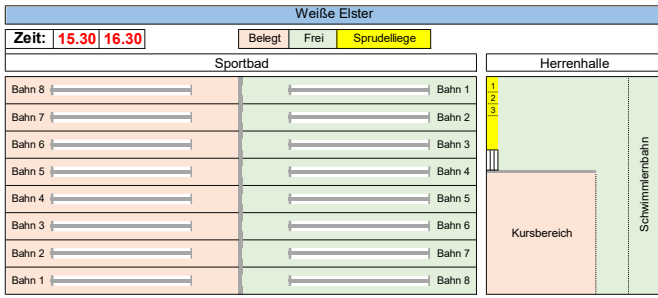 Weiße Elster
Zeit: 15.30 16.30
Belegt Frei Sprudelliege
Sportbad
Herrenhalle
Bahn 8 Bahn 1
Bahn 7 Bahn 2
Bahn 6 Bahn 3
Bahn 5 Bahn 4
Bahn 4 Bahn 5
Bahn 3 Bahn 6
Bahn 2 Bahn 7
Bahn 1 Bahn 8
1
2
3
Kursbereich
Schwimmlernbahn